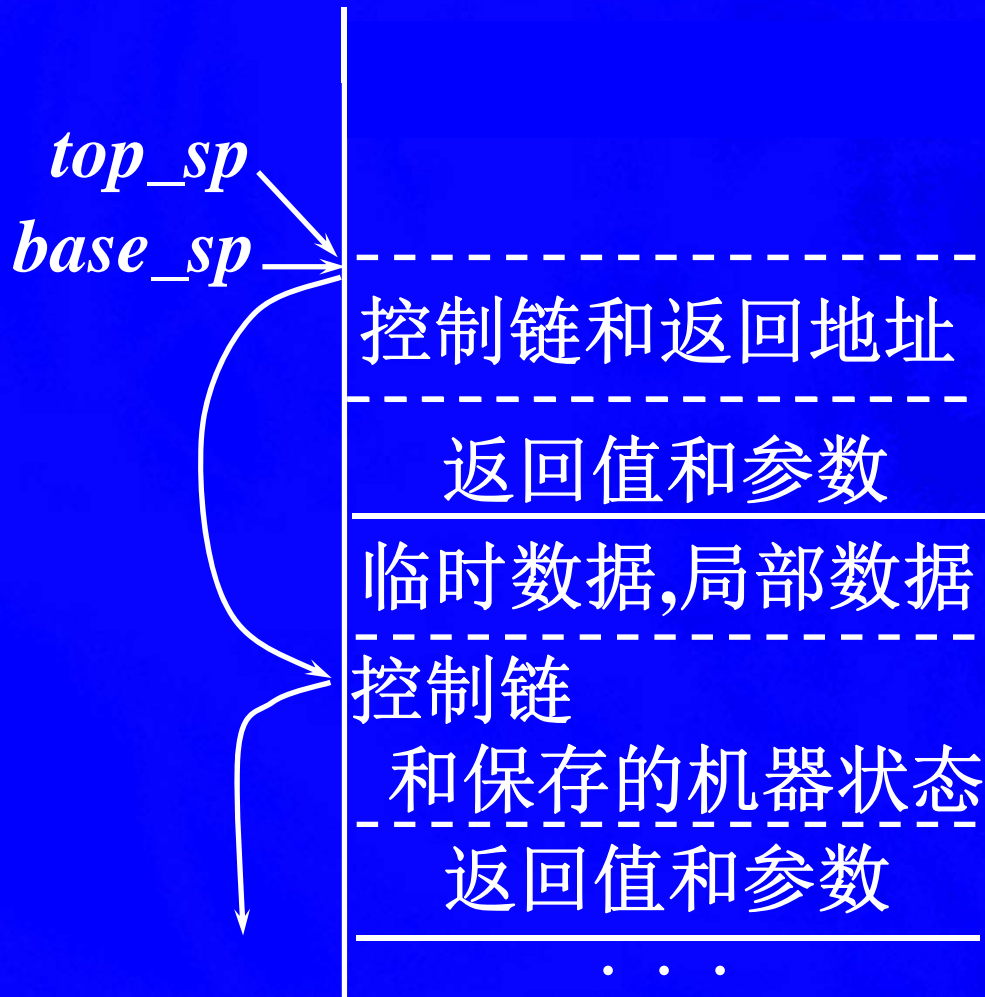 top_sp
base_sp
控制链和返回地址
返回值和参数
临时数据,局部数据
控制链
和保存的机器状态
返回值和参数
. . .